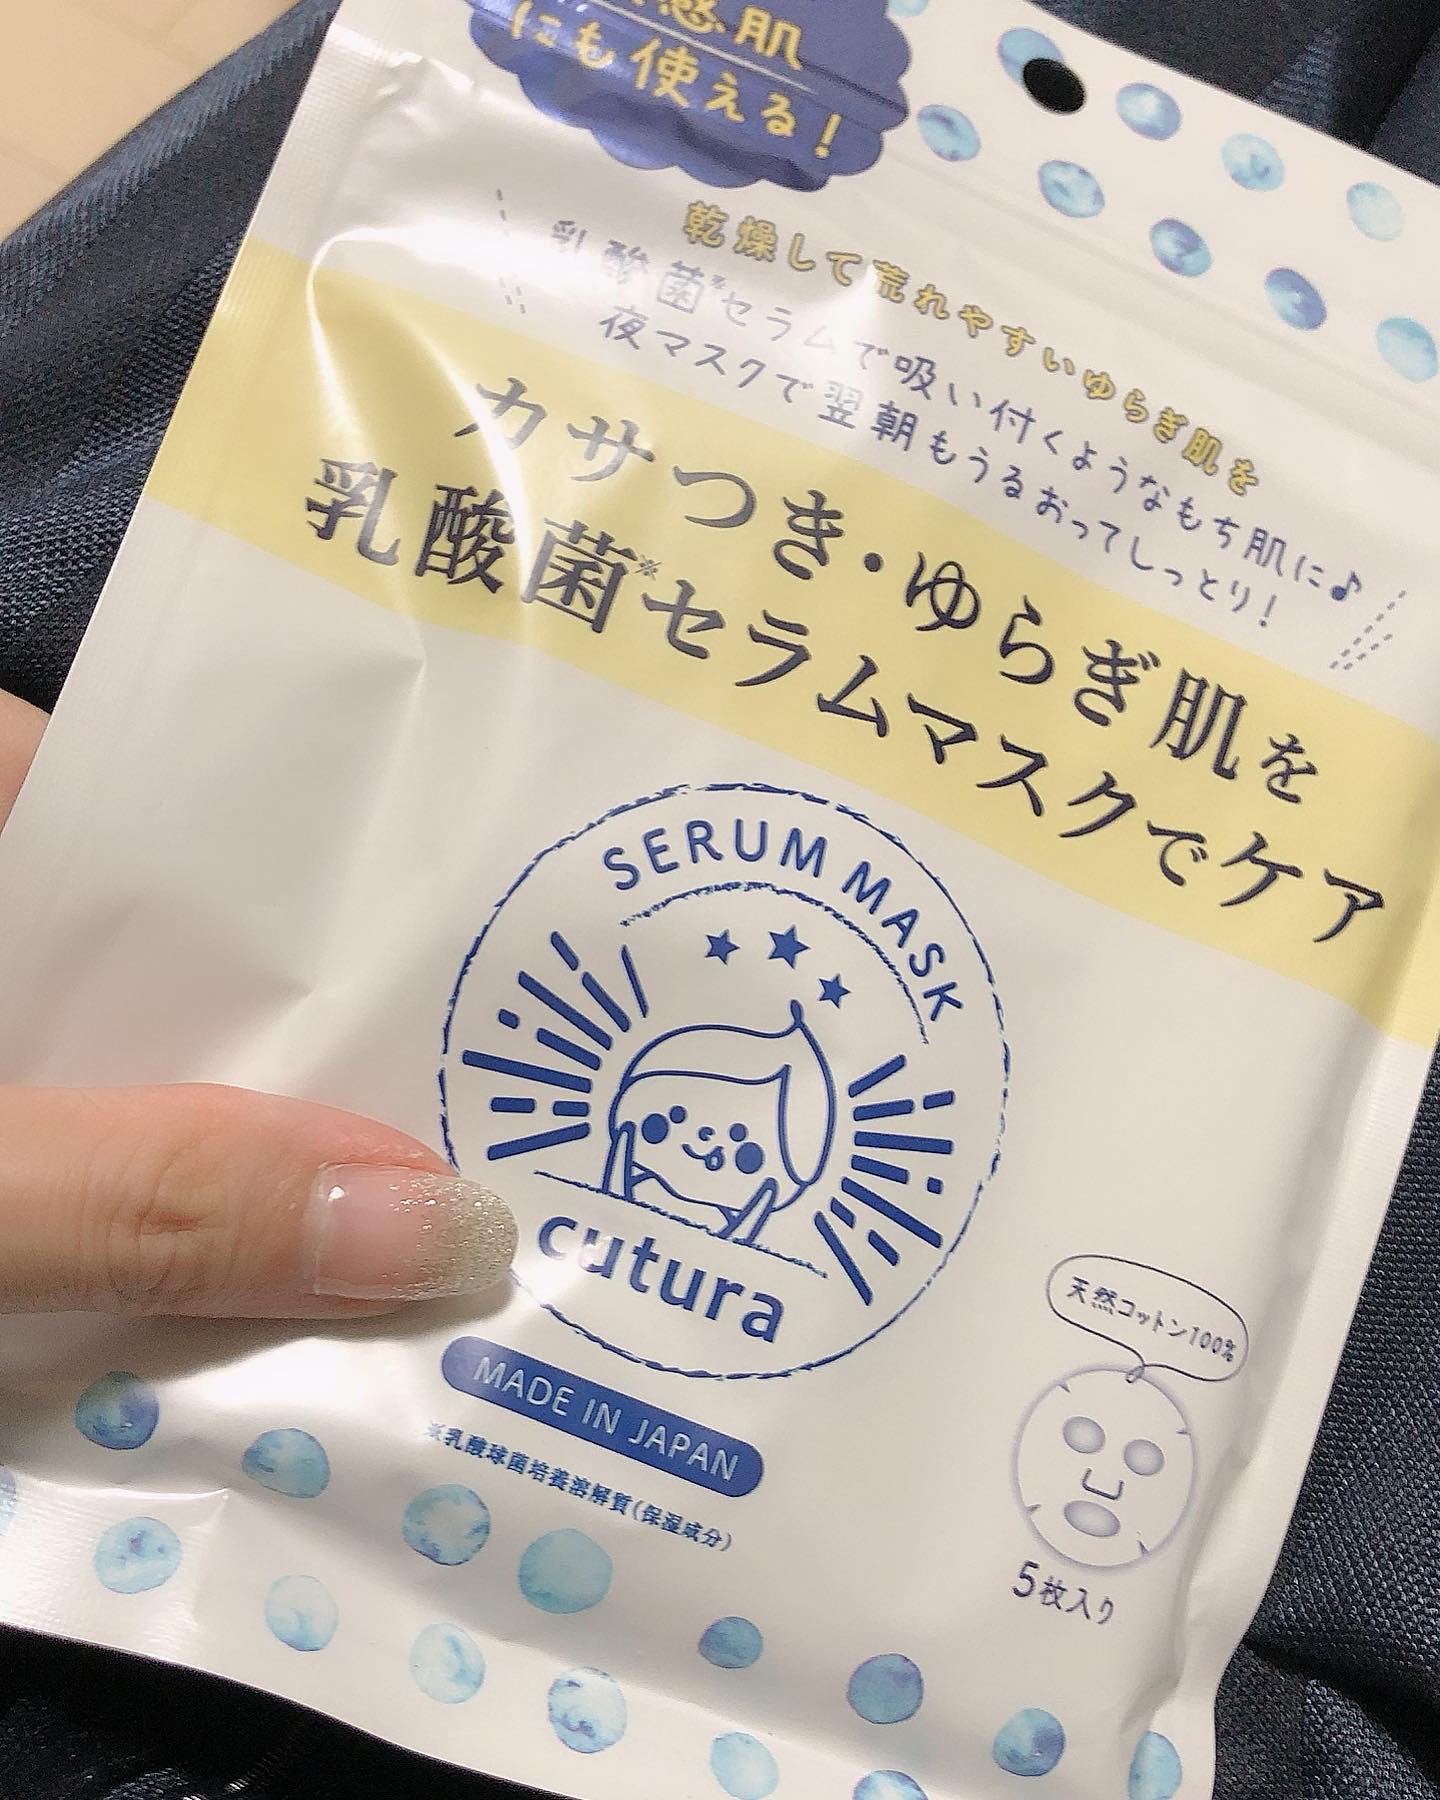 感肌
にも使える!
乾燥して荒れやすいゆらぎ肌を
乳酸菌※セラムで吸い付くようなもち肌に♪
夜マスクで翌朝もうるおってしっとり!
カサつき・ゆらぎ肌を
乳酸菌※セラムマスクでケア
SERUM MASK
cutura
MADE IN JAPAN
※乳酸球菌培養溶解質(保湿成分)
天然コットン100%
5枚入り